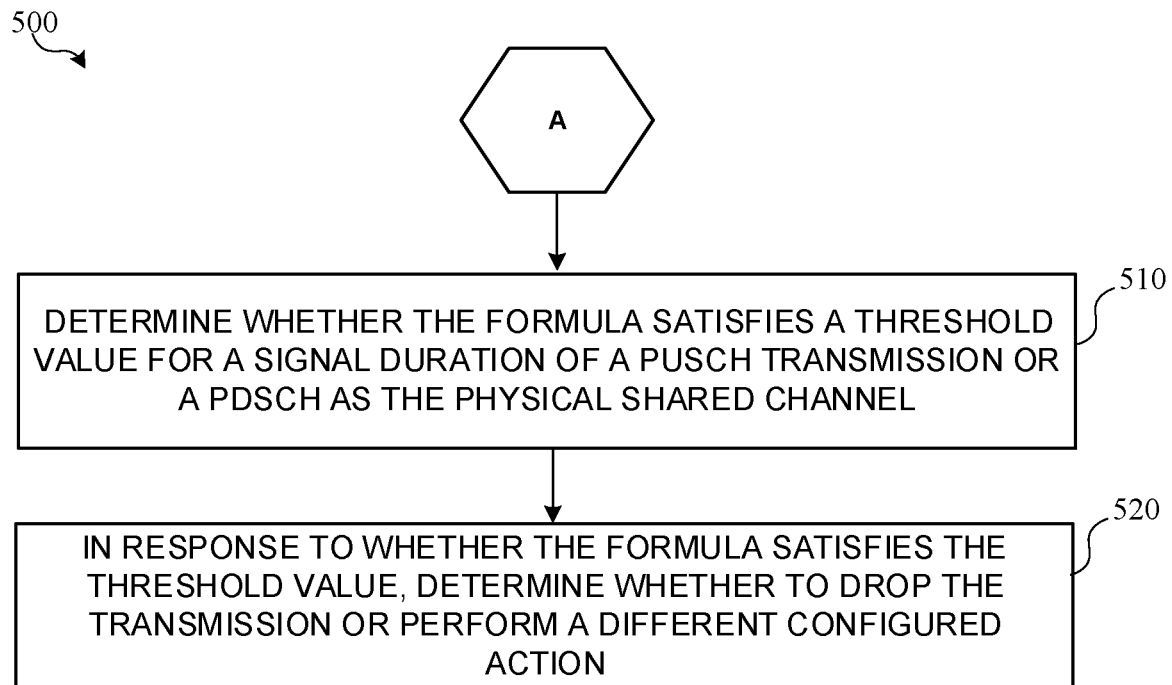 500
A
510
DETERMINE WHETHER THE FORMULA SATISFIES A THRESHOLD
VALUE FOR A SIGNAL DURATION OF A PUSCH TRANSMISSION OR
A PDSCH AS THE PHYSICAL SHARED CHANNEL
520
IN RESPONSE TO WHETHER THE FORMULA SATISFIES THE
THRESHOLD VALUE, DETERMINE WHETHER TO DROP THE
TRANSMISSION OR PERFORM A DIFFERENT CONFIGURED
ACTION